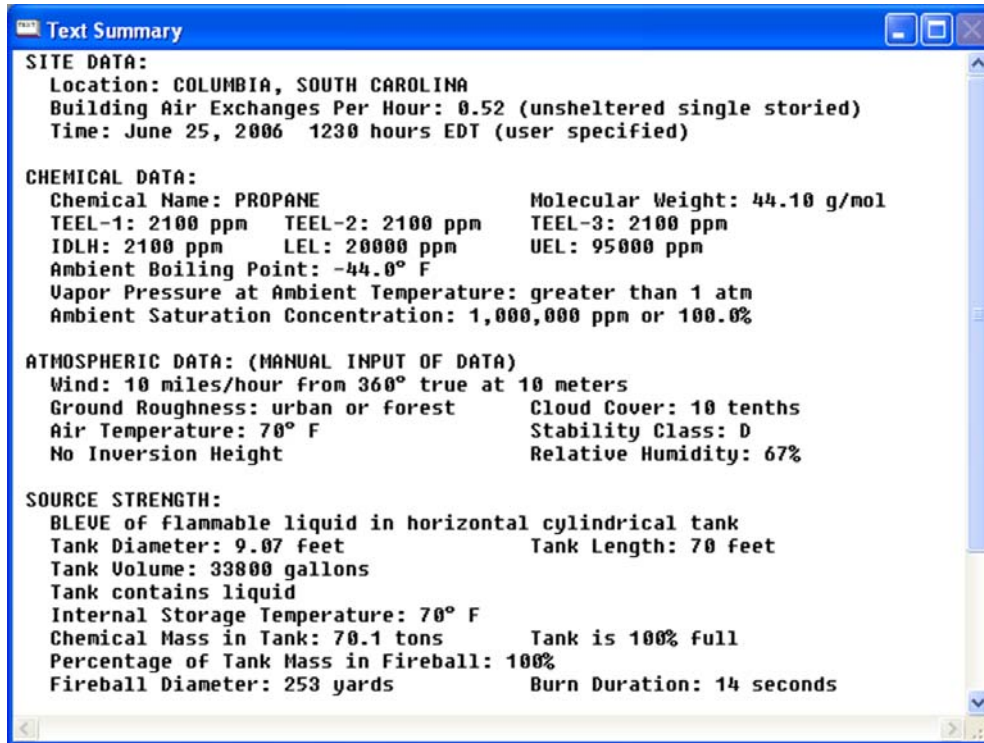 Text Summary
SITE DATA:
Location: COLUMBIA, SOUTH CAROLINA
Building Air Exchanges Per Hour: 0.52 (unsheltered single storied)
Time: June 25, 2006  1230 hours EDT (user specified)
CHEMICAL DATA:
Chemical Name: PROPANE Molecular Weight: 44.10 g/mol
TEEL-1: 2100 ppm TEEL-2: 2100 ppm TEEL-3: 2100 ppm
IDLH: 2100 ppm LEL: 20000 ppm UEL: 95000 ppm
Ambient Boiling Point: -44.0° F
Vapor Pressure at Ambient Temperature: greater than 1 atm
Ambient Saturation Concentration: 1,000,000 ppm or 100.0%
ATMOSPHERIC DATA: (MANUAL INPUT OF DATA)
Wind: 10 miles/hour from 360° true at 10 meters
Ground Roughness: urban or forest Cloud Cover: 10 tenths
Air Temperature: 70° F Stability Class: D
No Inversion Height Relative Humidity: 67%
SOURCE STRENGTH:
BLEVE of flammable liquid in horizontal cylindrical tank
Tank Diameter: 9.07 feet Tank Length: 70 feet
Tank Volume: 33800 gallons
Tank contains liquid
Internal Storage Temperature: 70° F
Chemical Mass in Tank: 70.1 tons Tank is 100% full
Percentage of Tank Mass in Fireball: 100%
Fireball Diameter: 253 yards Burn Duration: 14 seconds